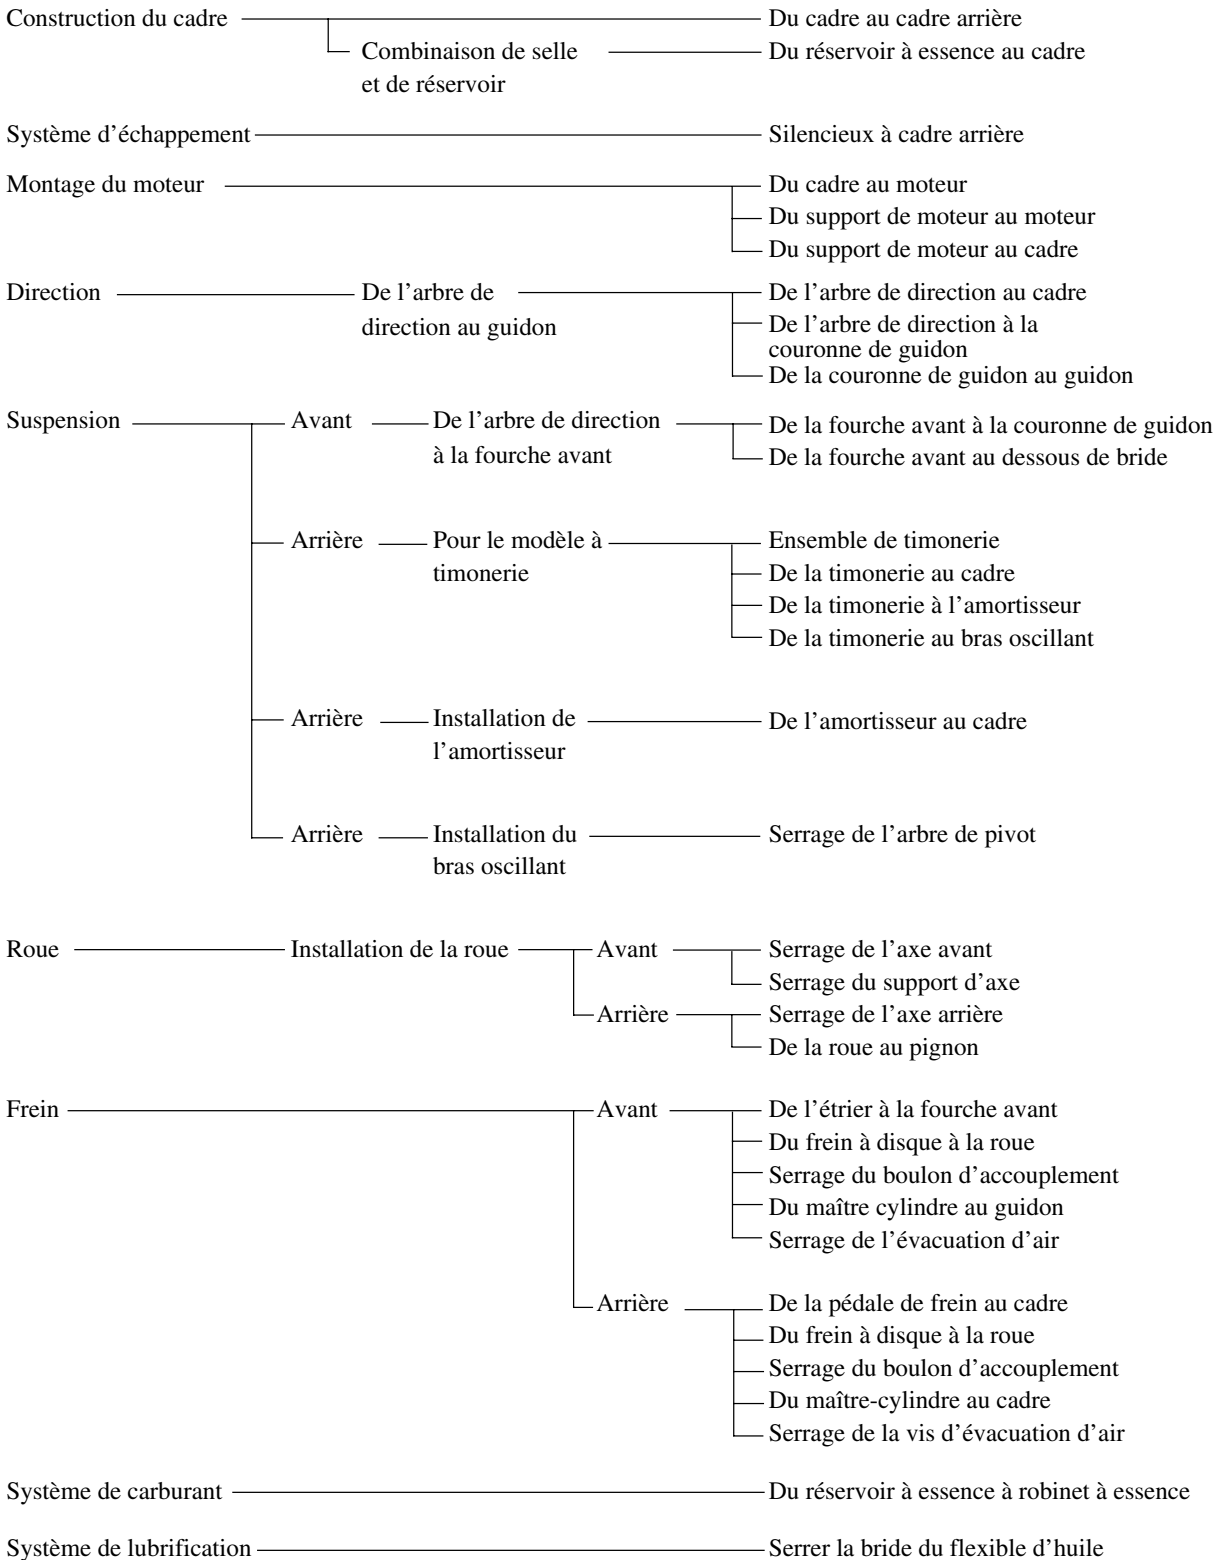 Construction du cadre Du cadre au cadre arrière
Combinaison de selle Du réservoir à essence au cadre
et de réservoir
Système d’échappement Silencieux à cadre arrière
Montage du moteur Du cadre au moteur
Du support de moteur au moteur
Du support de moteur au cadre
Direction De l’arbre de De l’arbre de direction au cadre
direction au guidon De l’arbre de direction à la
couronne de guidon
De la couronne de guidon au guidon
Suspension Avant De l’arbre de direction De la fourche avant à la couronne de guidon
à la fourche avant De la fourche avant au dessous de bride
Arrière Pour le modèle à Ensemble de timonerie
timonerie De la timonerie au cadre
De la timonerie à l’amortisseur
De la timonerie au bras oscillant
Arrière Installation de De l’amortisseur au cadre
l’amortisseur
Arrière Installation du Serrage de l’arbre de pivot
bras oscillant
Roue Installation de la roue Avant Serrage de l’axe avant
Serrage du support d’axe
Arrière Serrage de l’axe arrière
De la roue au pignon
Frein Avant De l’étrier à la fourche avant
Du frein à disque à la roue
Serrage du boulon d’accouplement
Du maître cylindre au guidon
Serrage de l’évacuation d’air
Arrière De la pédale de frein au cadre
Du frein à disque à la roue
Serrage du boulon d’accouplement
Du maître-cylindre au cadre
Serrage de la vis d’évacuation d’air
Système de carburant Du réservoir à essence à robinet à essence
Système de lubrification Serrer la bride du flexible d’huile